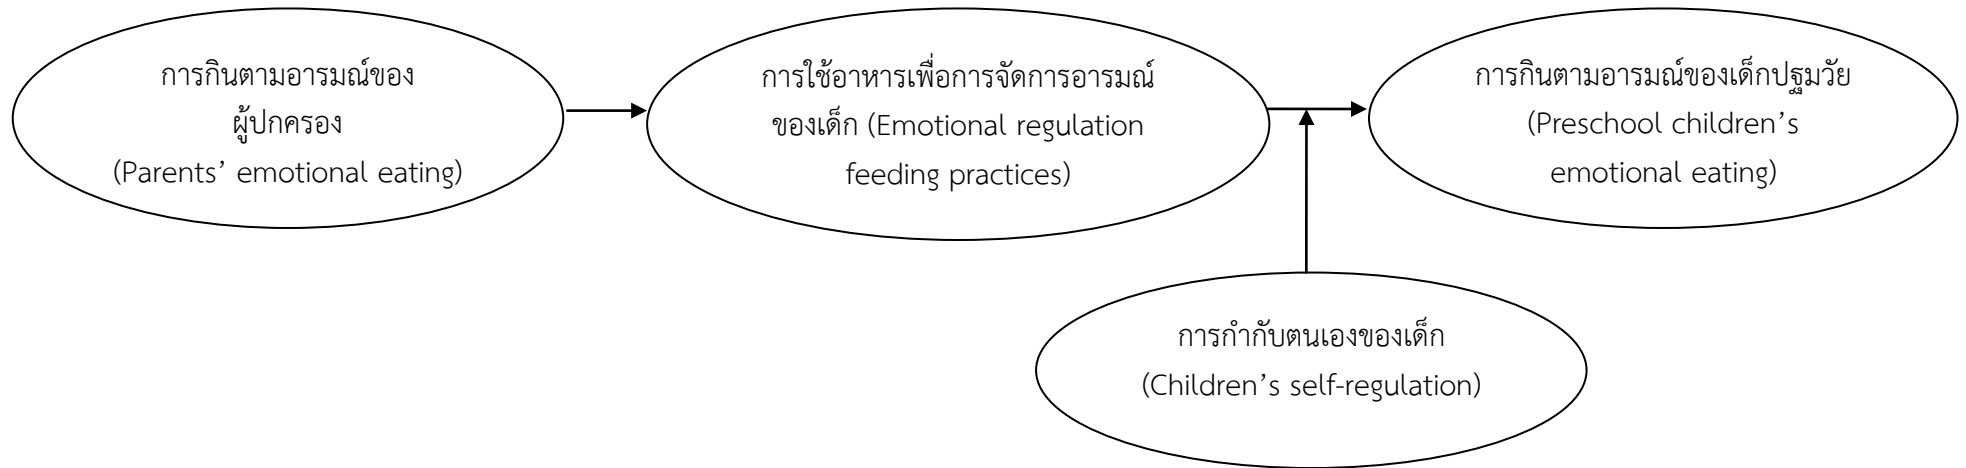 การกินตามอารมณ์ของ
ผู้ปกครอง
(Parents’ emotional eating)
การใช้อาหารเพื่อการจัดการอารมณ์
ของเด็ก (Emotional regulation
feeding practices)
การกินตามอารมณ์ของเด็กปฐมวัย
(Preschool children’s
emotional eating)
การกำกับตนเองของเด็ก
(Children’s self-regulation)